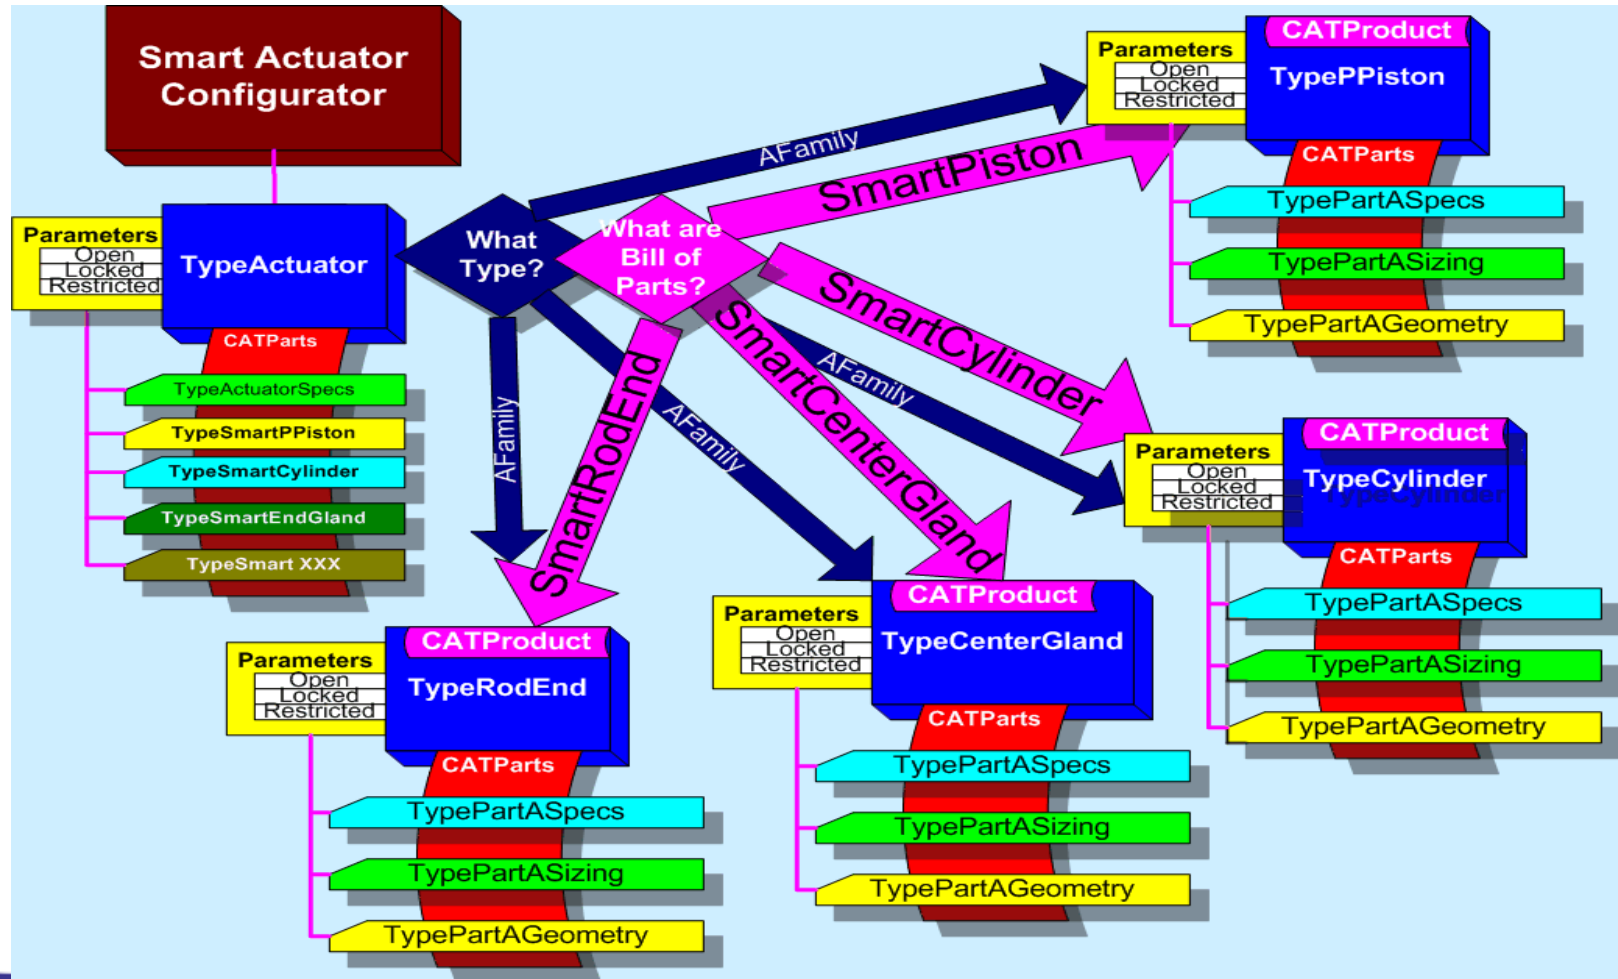 Smart Actuator
Configurator
Parameters
Open
Locked
Restricted
TypeActuator
CATParts
TypeActuatorSpecs
TypeSmartPPiston
TypeSmartCylinder
TypeSmartEndGland
TypeSmart XXX
What
Type?
What are
Bill of
Parts?
AFamily
SmartPiston
SmartCylinder
AFamily
SmartCenterGland
AFamily
SmartRodEnd
AFamily
CATProduct
Parameters
Open
Locked
Restricted
TypePPiston
CATParts
TypePartASpecs
TypePartASizing
TypePartAGeometry
CATProduct
Parameters
Open
Locked
Restricted
TypeCylinder
TypeCylinder
CATParts
TypePartASpecs
TypePartASizing
TypePartAGeometry
CATProduct
Parameters
Open
Locked
Restricted
TypeCenterGland
CATParts
TypePartASpecs
TypePartASizing
TypePartAGeometry
CATProduct
Parameters
Open
Locked
Restricted
TypeRodEnd
CATParts
TypePartASpecs
TypePartASizing
TypePartAGeometry